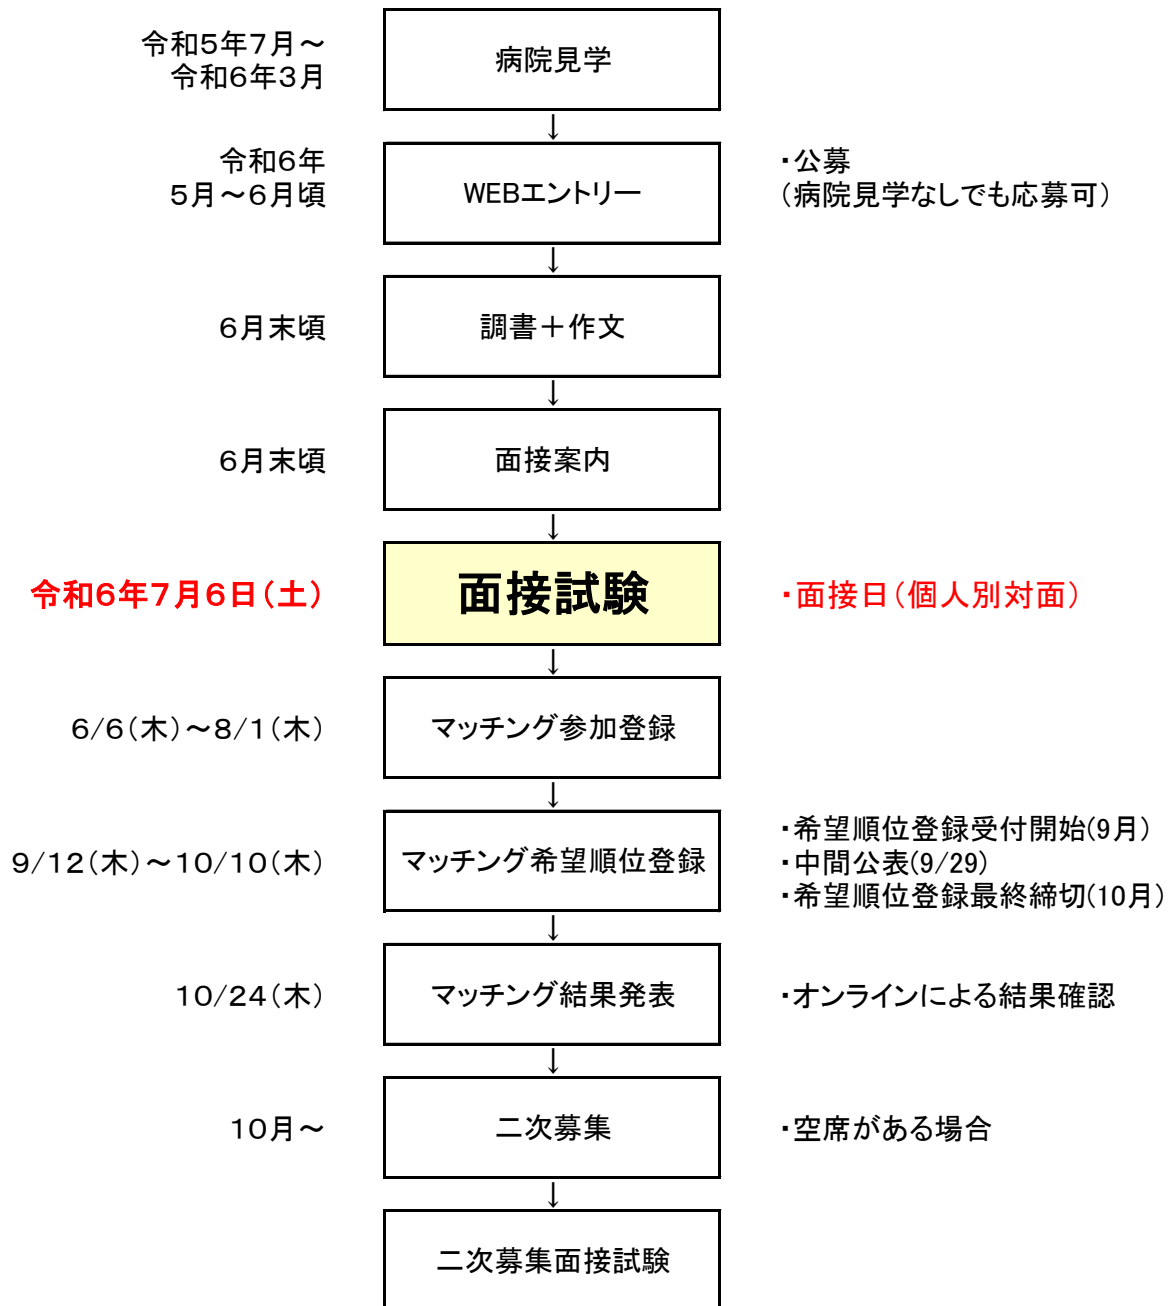 令和5年7月～
令和6年3月
病院見学
↓
令和6年
5月～6月頃
WEBエントリー
・公募
（病院見学なしでも応募可）
↓
6月末頃
調書＋作文
↓
6月末頃
面接案内
↓
令和6年7月6日（土）
面接試験
・面接日（個人別対面）
↓
6/6（木）～8/1（木）
マッチング参加登録
↓
9/12（木）～10/10（木）
マッチング希望順位登録
・希望順位登録受付開始(9月)
・中間公表(9/29)
・希望順位登録最終締切(10月)
↓
10/24（木）
マッチング結果発表
・オンラインによる結果確認
↓
10月～
二次募集
・空席がある場合
↓
二次募集面接試験